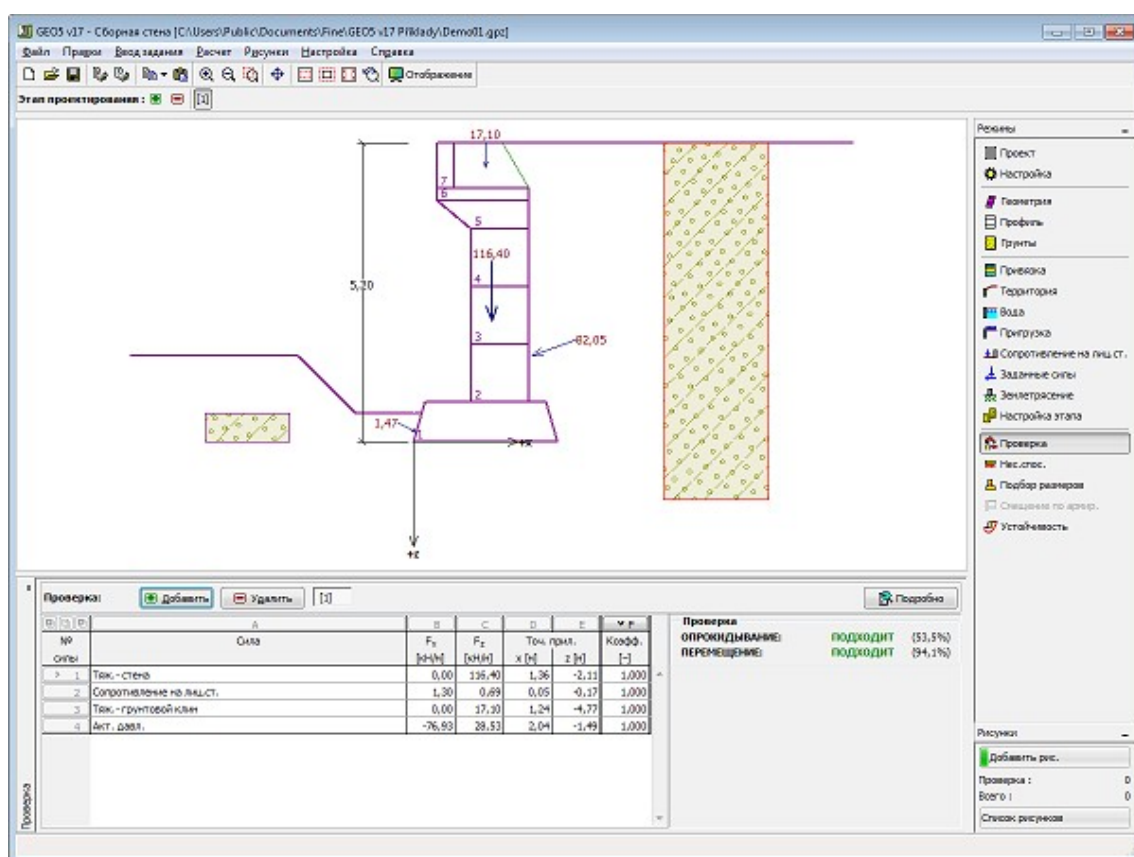 GEO5 v17 - Сборная стена [C:\Users\Public\Documents\Fine\GEO5 v17 Příklady\Demo01.gpz]
Файл Правки Ввод задания Расчет Рисунки Настройка Справка
Отображение
Этап проектирования : [1]
17,10
7
6
5
116,40
4
5,20
3
82,05
2
1,47
1
+x
+z
Режимы
Проект
Настройка
Геометрия
Профиль
Грунты
Привязка
Территория
Вода
Пригрузка
Сопротивление на лиц.ст.
Заданные силы
Землетрясение
Настройка этапа
Проверка
Нес.спос.
Подбор размеров
Смещение по армир.
Устойчивость
Рисунки
Добавить рис.
Проверка : 0
Всего : 0
Список рисунков
Проверка
Проверка: Добавить Удалить [1] Подробно
A B C D E F
№ Сила Fx Fz Точ. прил. Коэфф.
силы [кН/м] [кН/м] x [м] z [м] [-]
> 1 Тяж.- стена 0,00 116,40 1,36 -2,11 1,000
2 Сопротивление на лиц.ст. 1,30 0,69 0,05 -0,17 1,000
3 Тяж.- грунтовой клин 0,00 17,10 1,24 -4,77 1,000
4 Акт. давл. -76,93 28,53 2,04 -1,49 1,000
Проверка
ОПРОКИДЫВАНИЕ: ПОДХОДИТ (53,5%)
ПЕРЕМЕЩЕНИЕ: ПОДХОДИТ (94,1%)